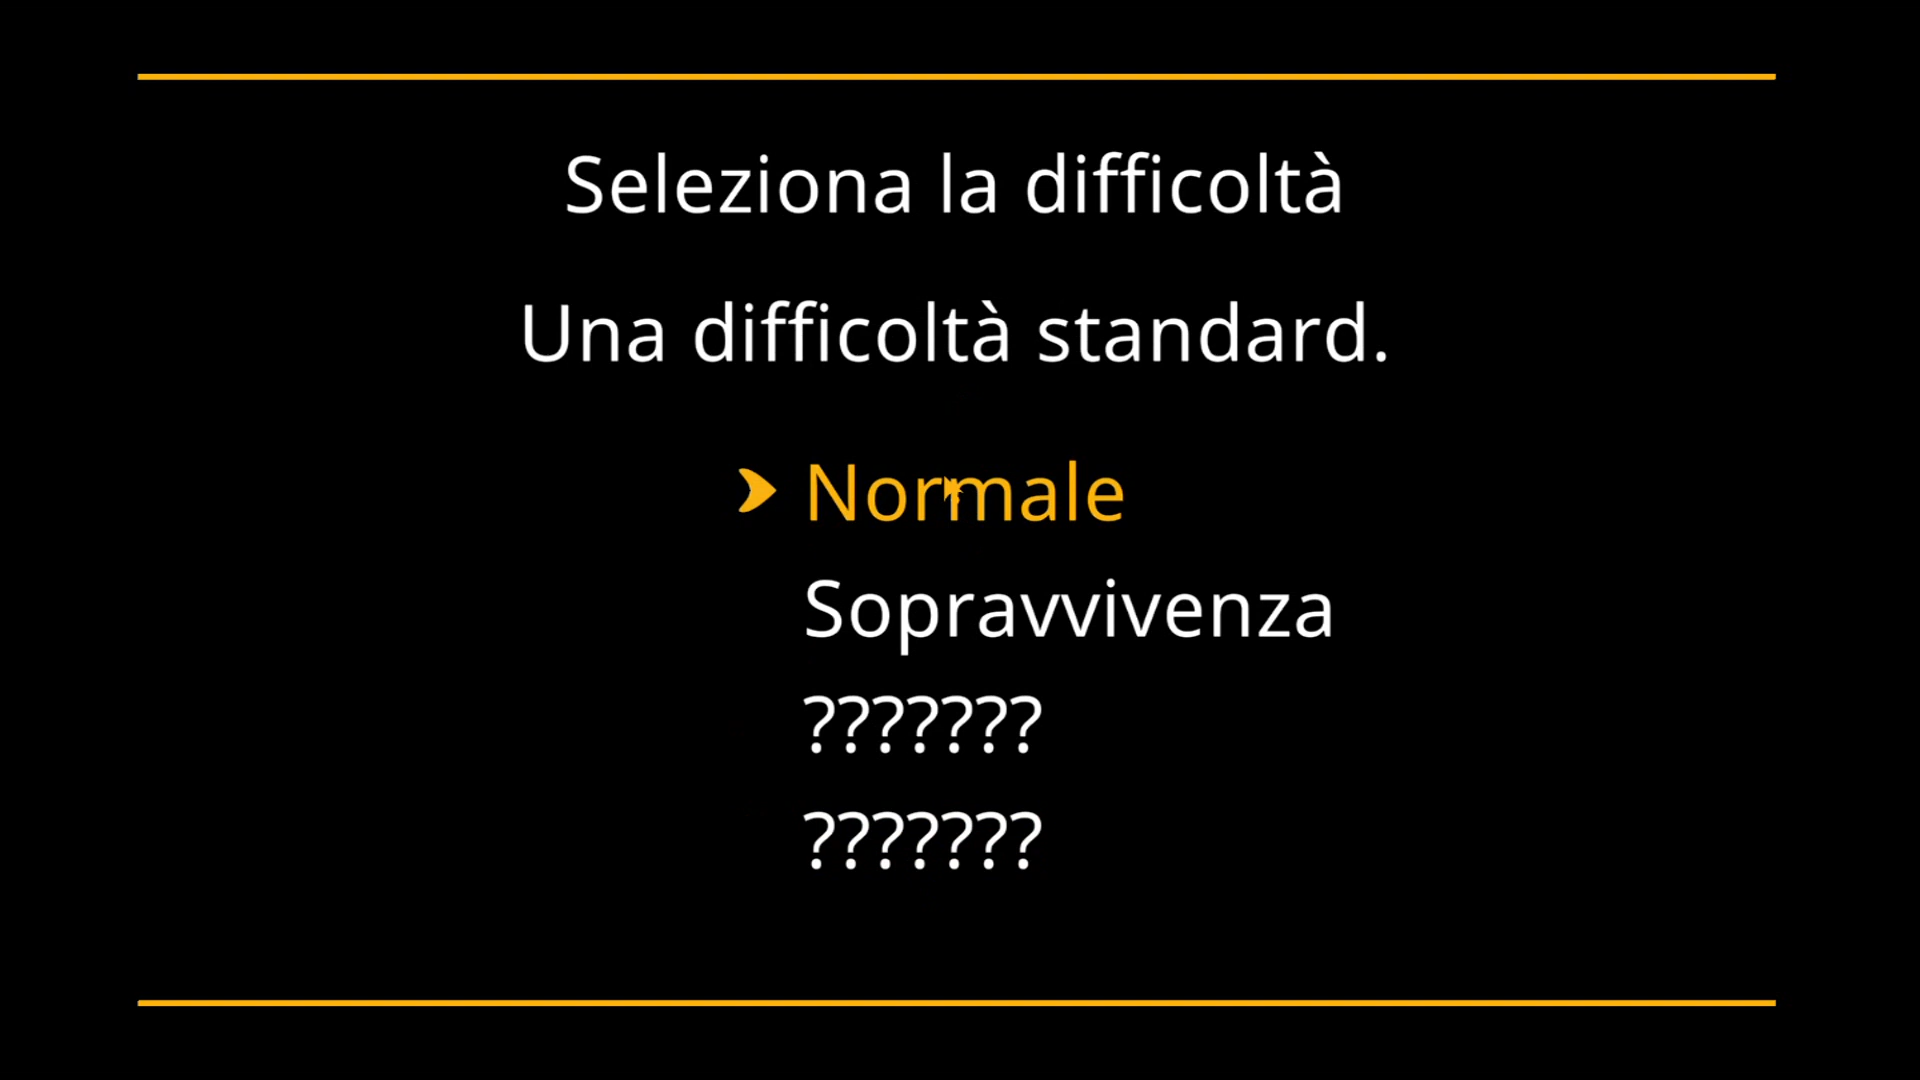 Seleziona la difficoltà
Una difficoltà standard.
Normale
Sopravvivenza
???????
???????